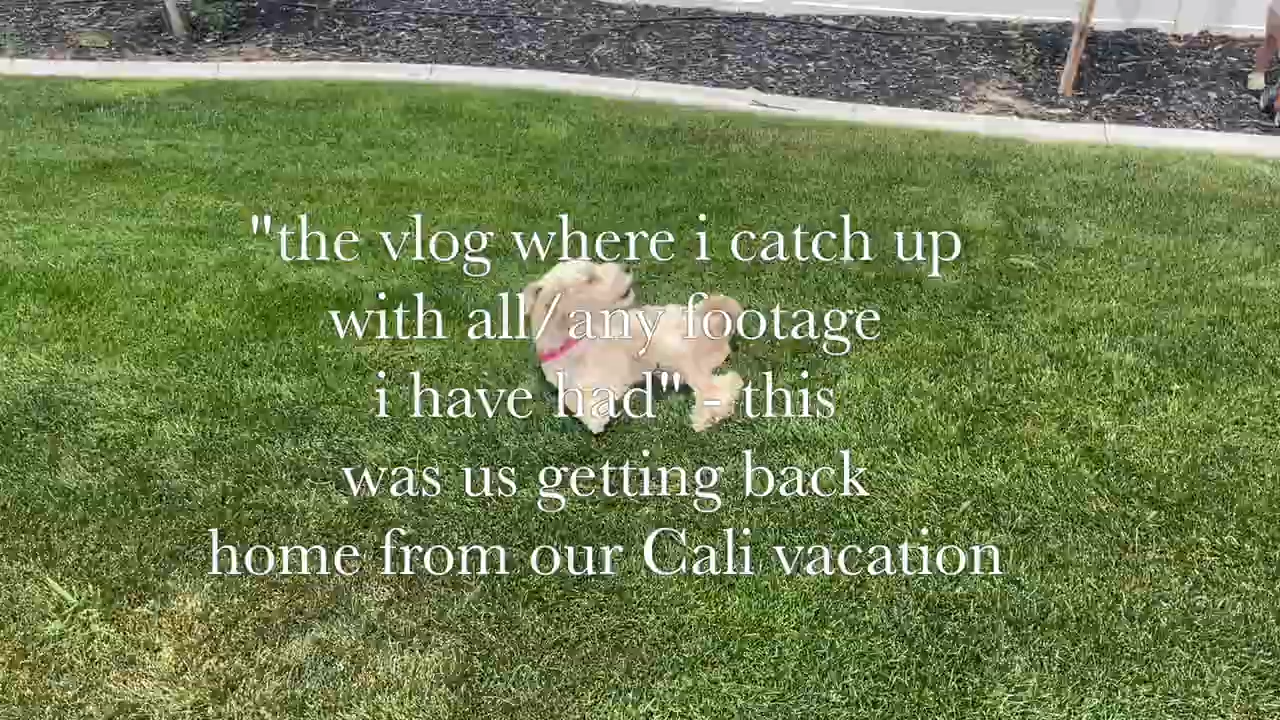 "the vlog where i catch up
with all/any footage
i have had" - this
was us getting back
home from our Cali vacation